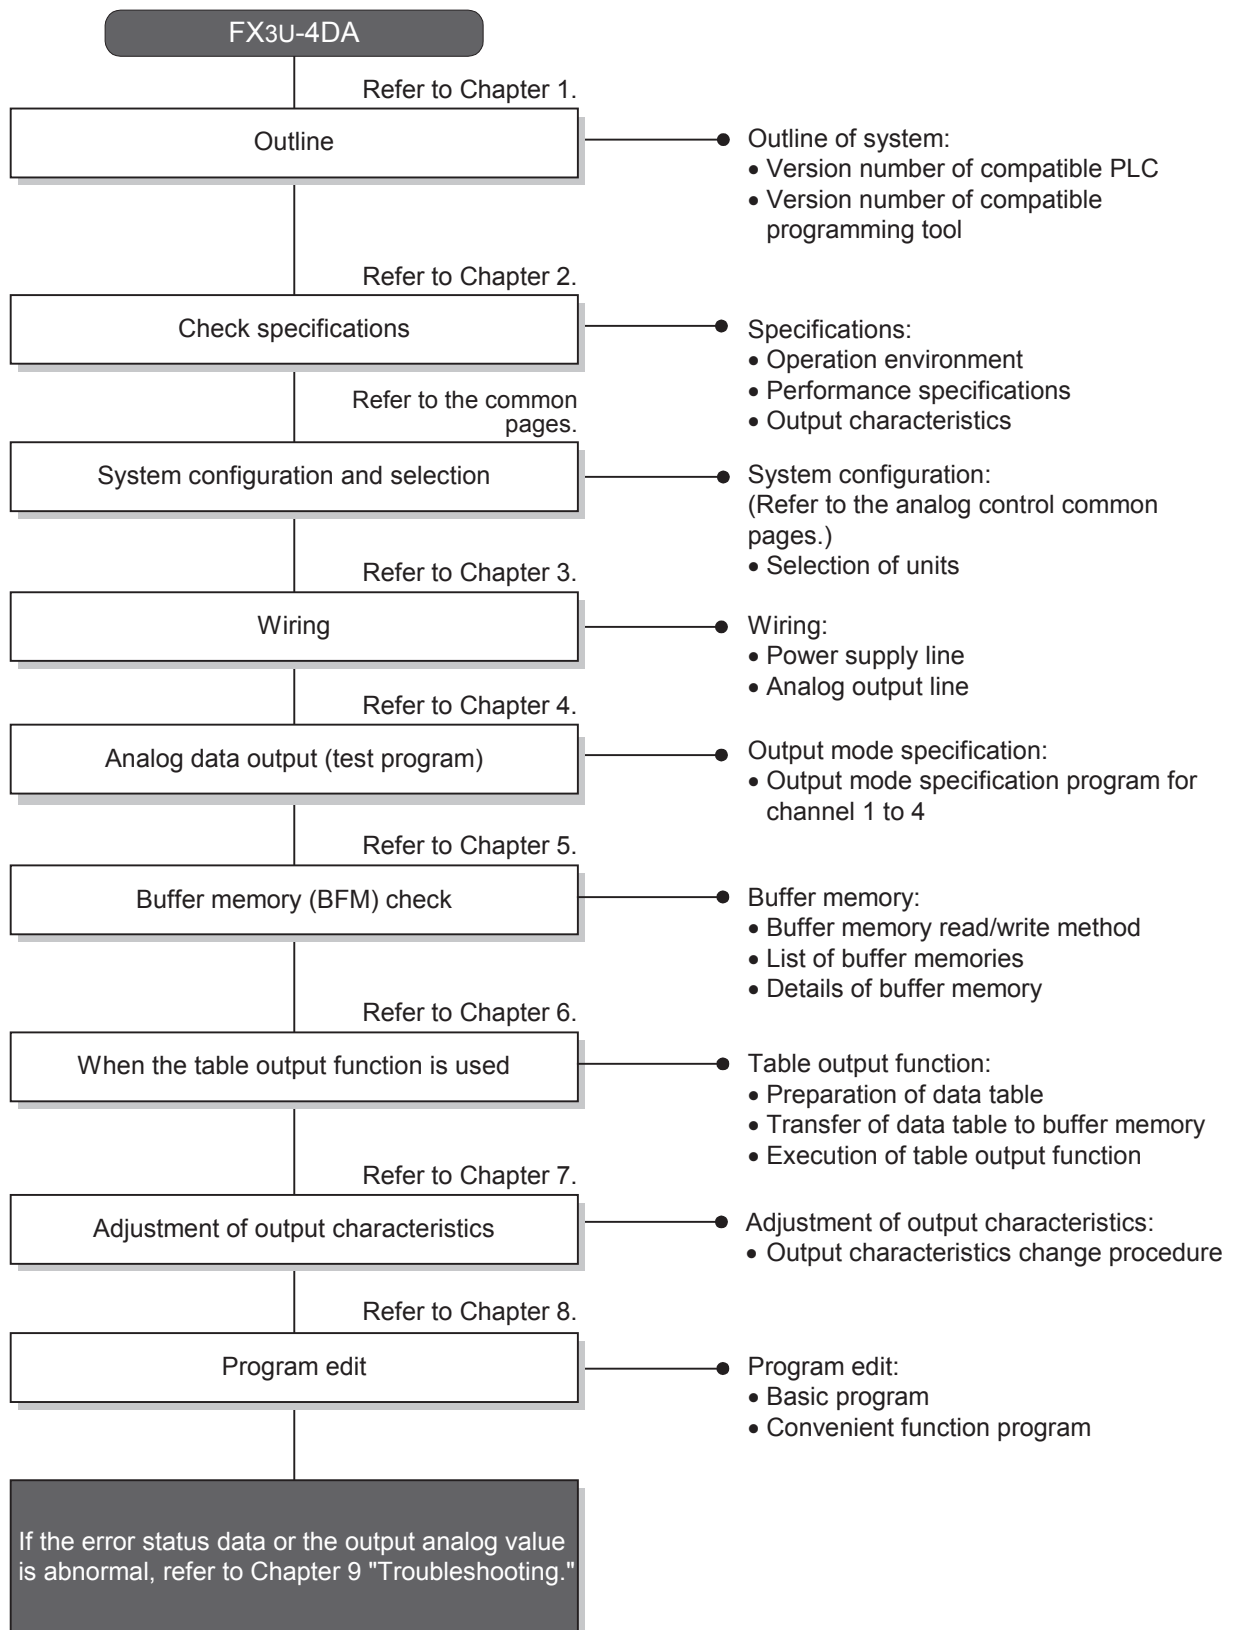 FX3U-4DA
Refer to Chapter 1.
Outline
Outline of system:
• Version number of compatible PLC
• Version number of compatible
programming tool
Refer to Chapter 2.
Check specifications
Specifications:
• Operation environment
• Performance specifications
• Output characteristics
Refer to the common
pages.
System configuration and selection
System configuration:
(Refer to the analog control common
pages.)
• Selection of units
Refer to Chapter 3.
Wiring
Wiring:
• Power supply line
• Analog output line
Refer to Chapter 4.
Analog data output (test program)
Output mode specification:
• Output mode specification program for
channel 1 to 4
Refer to Chapter 5.
Buffer memory (BFM) check
Buffer memory:
• Buffer memory read/write method
• List of buffer memories
• Details of buffer memory
Refer to Chapter 6.
When the table output function is used
Table output function:
• Preparation of data table
• Transfer of data table to buffer memory
• Execution of table output function
Refer to Chapter 7.
Adjustment of output characteristics
Adjustment of output characteristics:
• Output characteristics change procedure
Refer to Chapter 8.
Program edit
Program edit:
• Basic program
• Convenient function program
If the error status data or the output analog value
is abnormal, refer to Chapter 9 "Troubleshooting."